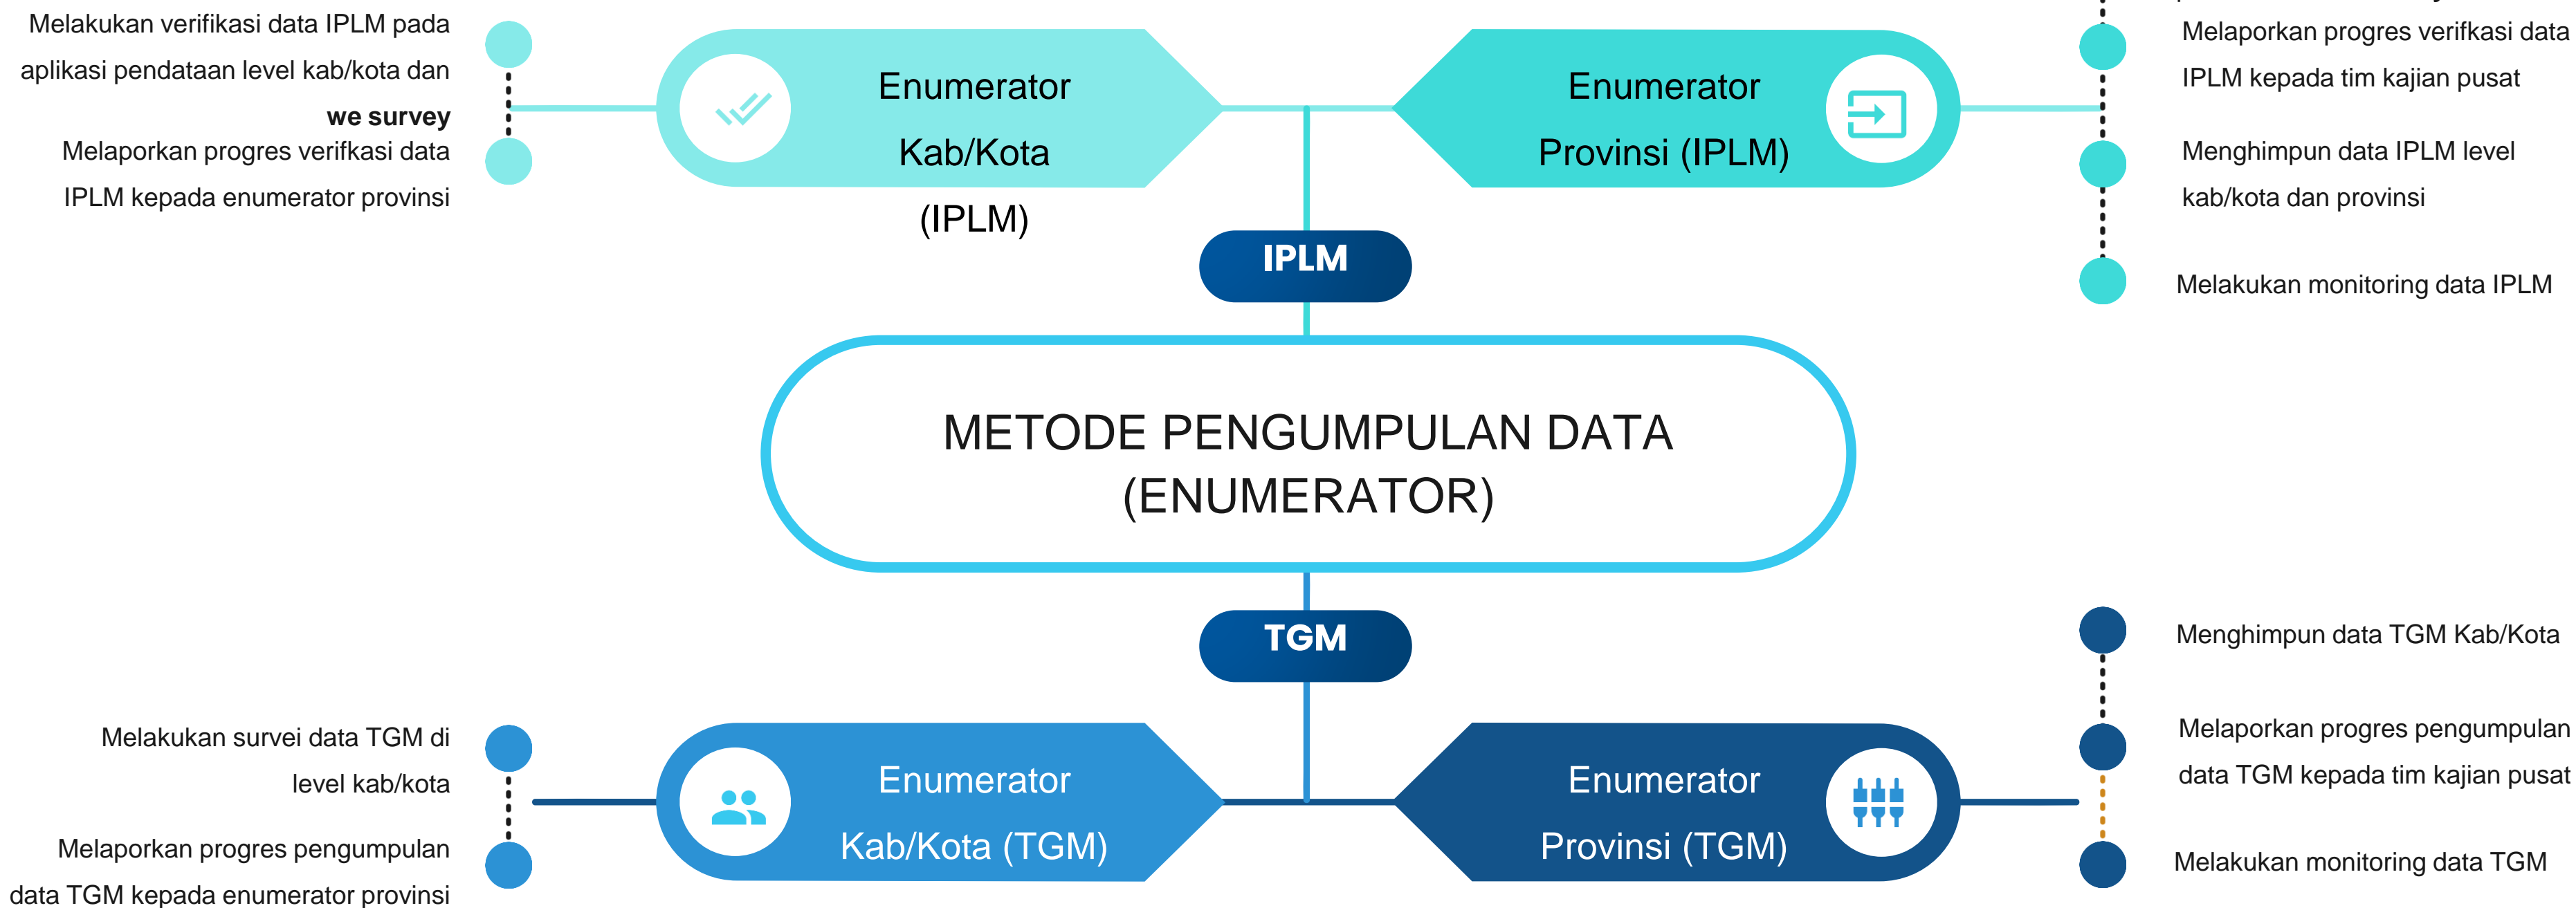 Melakukan verifikasi data IPLM pada
aplikasi pendataan level kab/kota dan
we survey
Melaporkan progres verifkasi data
IPLM kepada enumerator provinsi
Enumerator
Kab/Kota
(IPLM)
Enumerator
Provinsi (IPLM)
Melaporkan progres verifkasi data
IPLM kepada tim kajian pusat
Menghimpun data IPLM level
kab/kota dan provinsi
Melakukan monitoring data IPLM
IPLM
METODE PENGUMPULAN DATA
(ENUMERATOR)
TGM
Melakukan survei data TGM di
level kab/kota
Melaporkan progres pengumpulan
data TGM kepada enumerator provinsi
Enumerator
Kab/Kota (TGM)
Enumerator
Provinsi (TGM)
Menghimpun data TGM Kab/Kota
Melaporkan progres pengumpulan
data TGM kepada tim kajian pusat
Melakukan monitoring data TGM